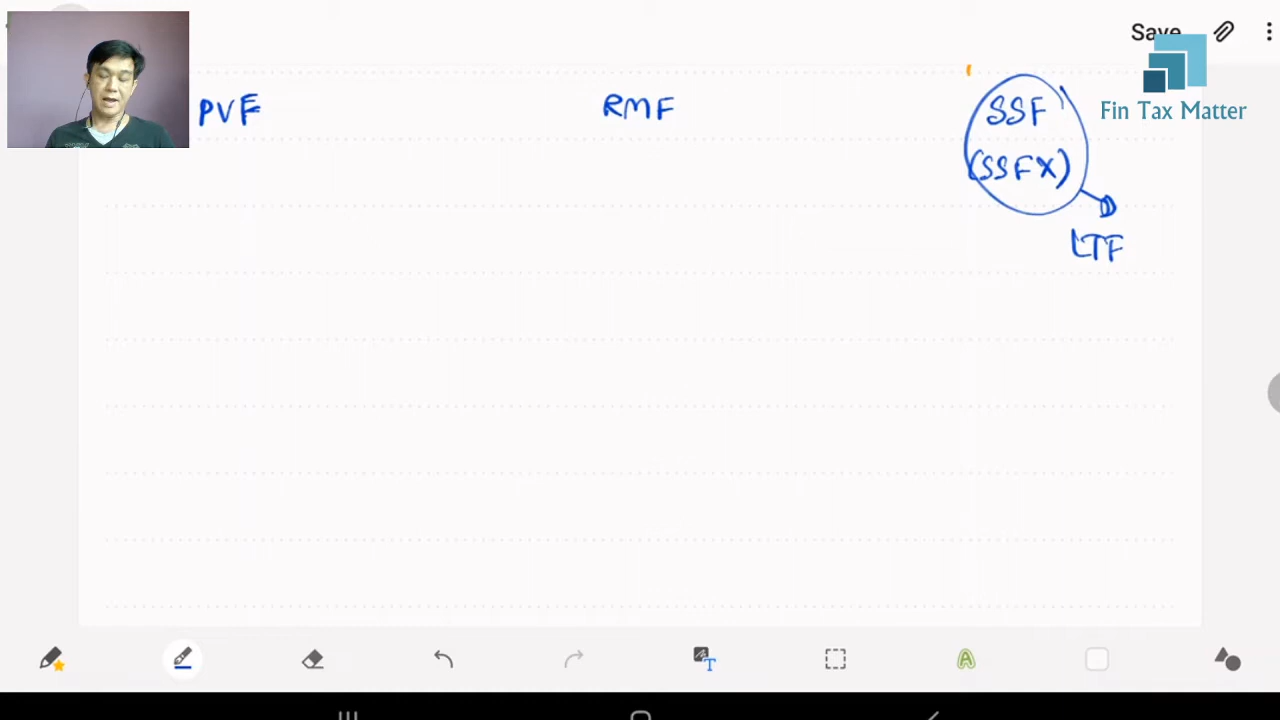 Save
Fin Tax Matter
PVF
RMF
SSF
(SSFX)
LTF